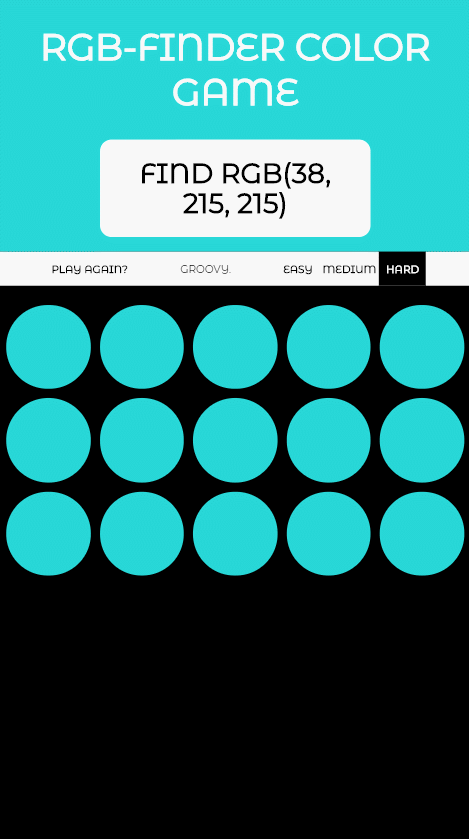 RGB-FINDER COLOR
GAME
FIND RGB(38,
215, 215)
PLAY AGAIN? GROOVY. EASY MEDIUM HARD